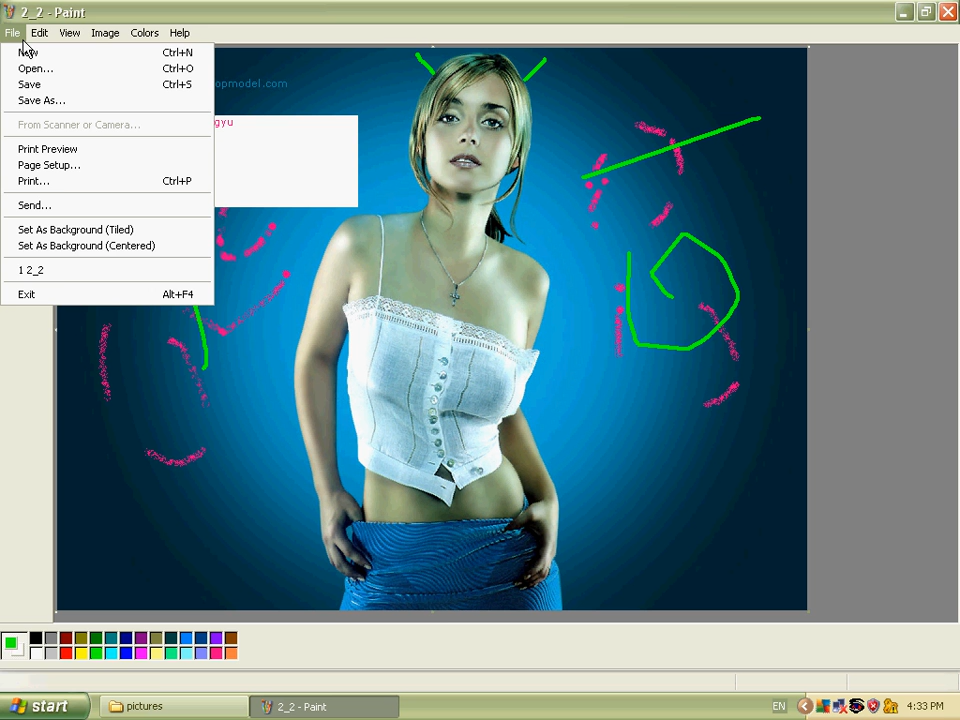 2_2 - Paint
File Edit View Image Colors Help
New Ctrl+N
Open... Ctrl+O
Save Ctrl+S
Save As...
From Scanner or Camera...
Print Preview
Page Setup...
Print... Ctrl+P
Send...
Set As Background (Tiled)
Set As Background (Centered)
1 2_2
Exit Alt+F4
opmodel.com
gyu
start
pictures
2_2 - Paint
EN
4:33 PM